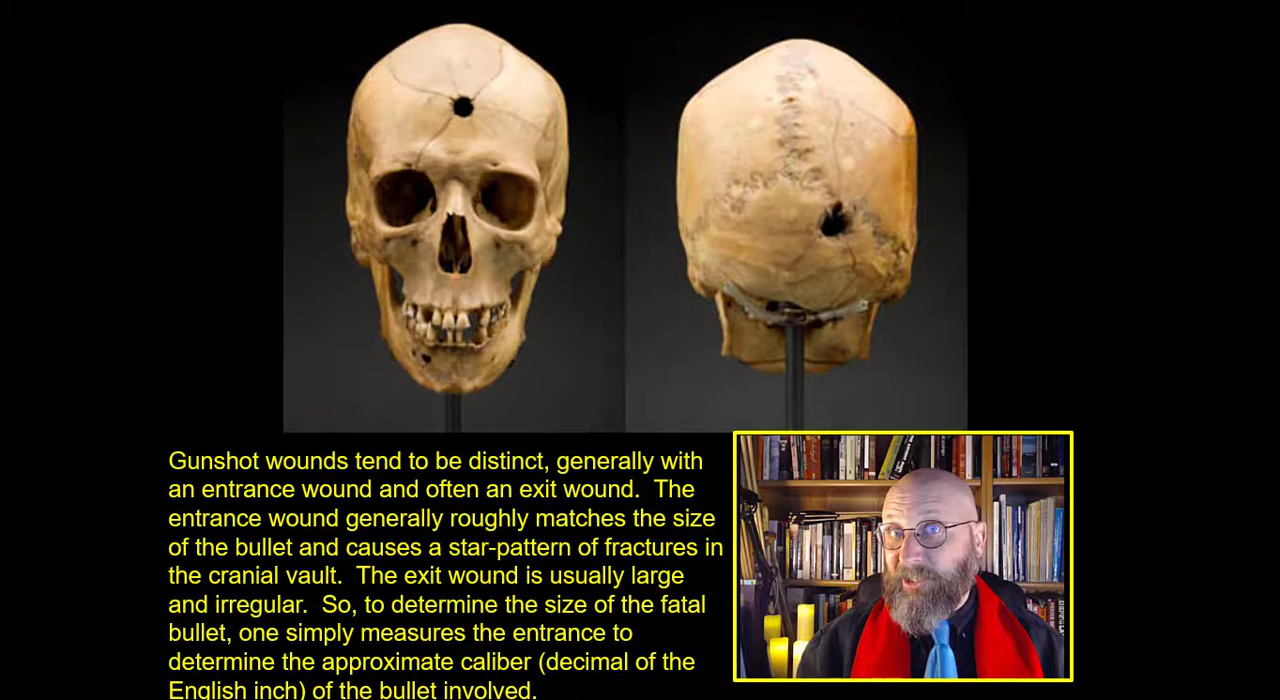 Gunshot wounds tend to be distinct, generally with
an entrance wound and often an exit wound.  The
entrance wound generally roughly matches the size
of the bullet and causes a star-pattern of fractures in
the cranial vault.  The exit wound is usually large
and irregular.  So, to determine the size of the fatal
bullet, one simply measures the entrance to
determine the approximate caliber (decimal of the
English inch) of the bullet involved.